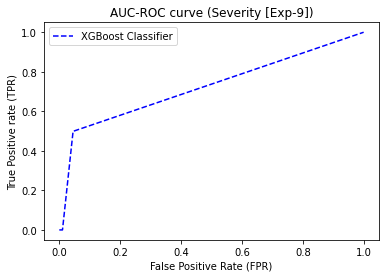 AUC-ROC curve (Severity [Exp-9])
XGBoost Classifier
True Positive rate (TPR)
1.0
0.8
0.6
0.4
0.2
0.0
0.0 0.2 0.4 0.6 0.8 1.0
False Positive Rate (FPR)